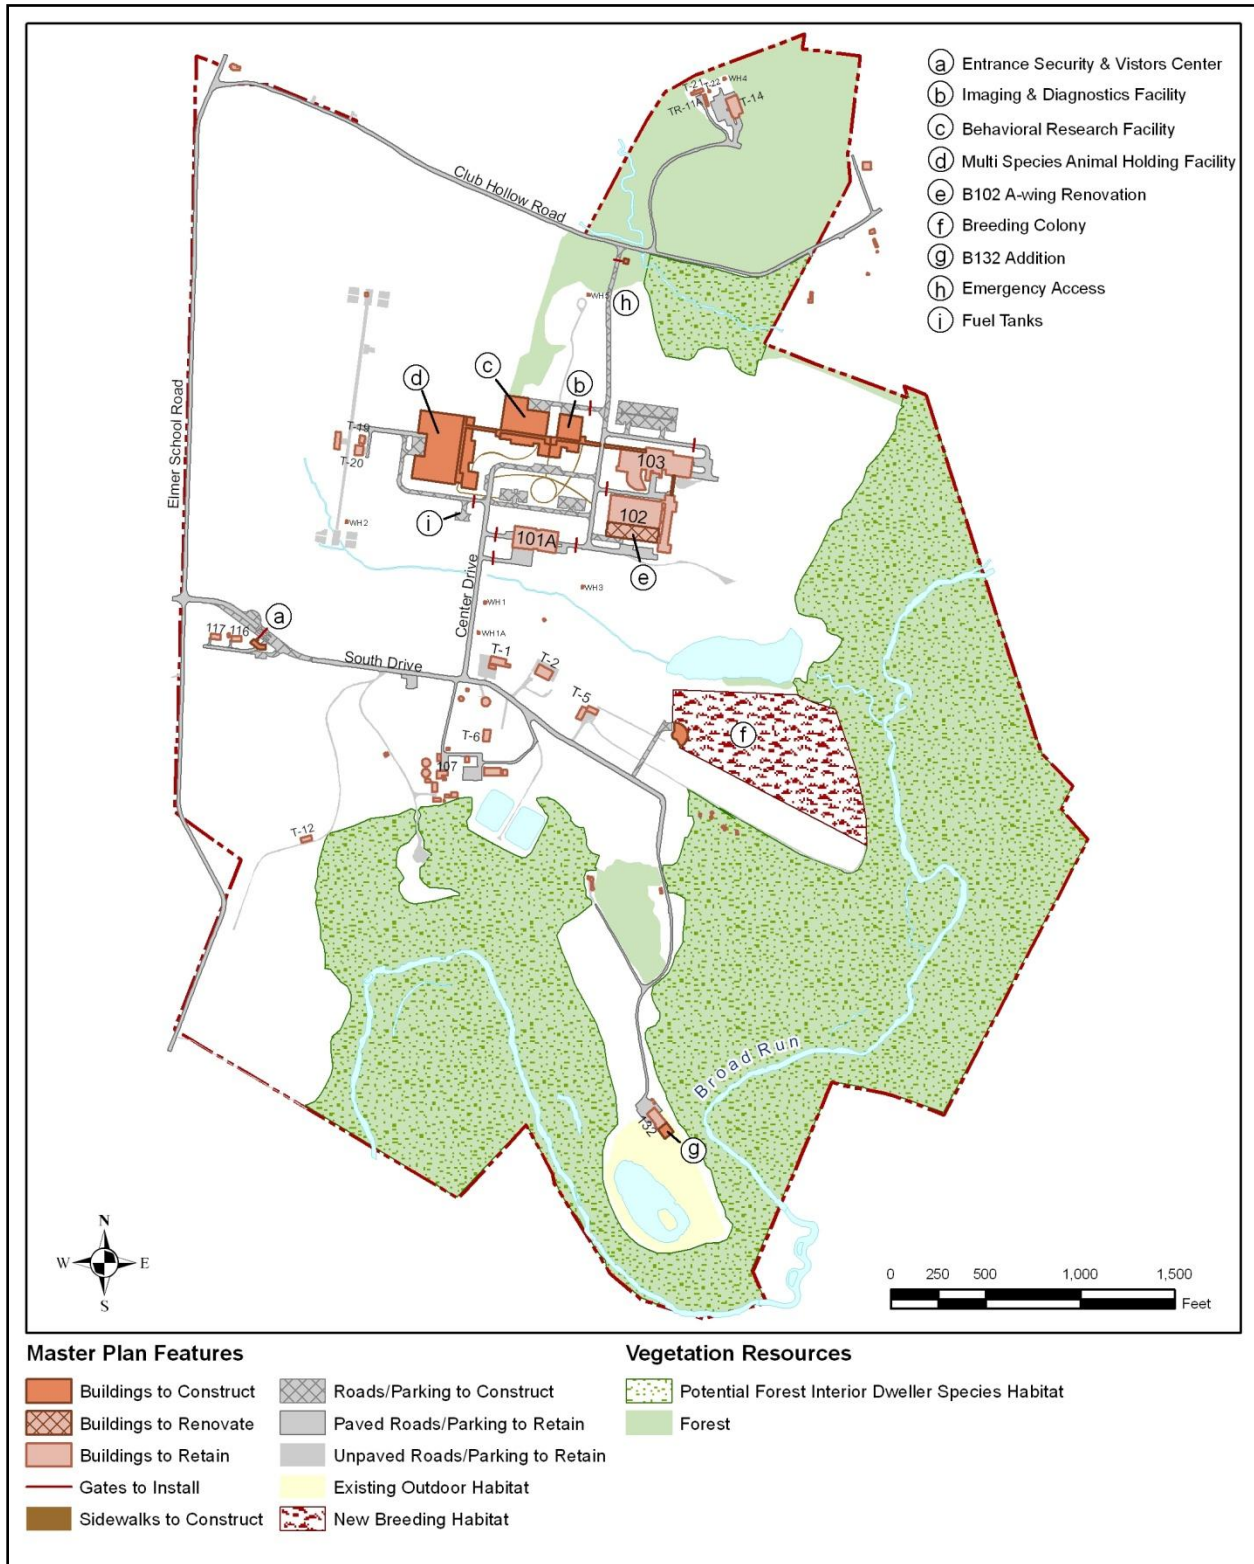 T-21
T-22
WH4
TR-11A
T-14
a Entrance Security & Vistors Center
b Imaging & Diagnostics Facility
c Behavioral Research Facility
d Multi Species Animal Holding Facility
e B102 A-wing Renovation
f Breeding Colony
g B132 Addition
h Emergency Access
i Fuel Tanks
Club Hollow Road
WH5
h
Elmer School Road
d
c
b
T-19
T-20
103
WH2
i
102
101A
e
WH3
Center Drive
WH1
a
117
116
WH1A
South Drive
T-1
T-2
T-5
T-6
f
107
T-12
Broad Run
132
g
N
W
E
S
0 250 500 1,000 1,500
Feet
Master Plan Features
Buildings to Construct
Buildings to Renovate
Buildings to Retain
Gates to Install
Sidewalks to Construct
Roads/Parking to Construct
Paved Roads/Parking to Retain
Unpaved Roads/Parking to Retain
Existing Outdoor Habitat
New Breeding Habitat
Vegetation Resources
Potential Forest Interior Dweller Species Habitat
Forest